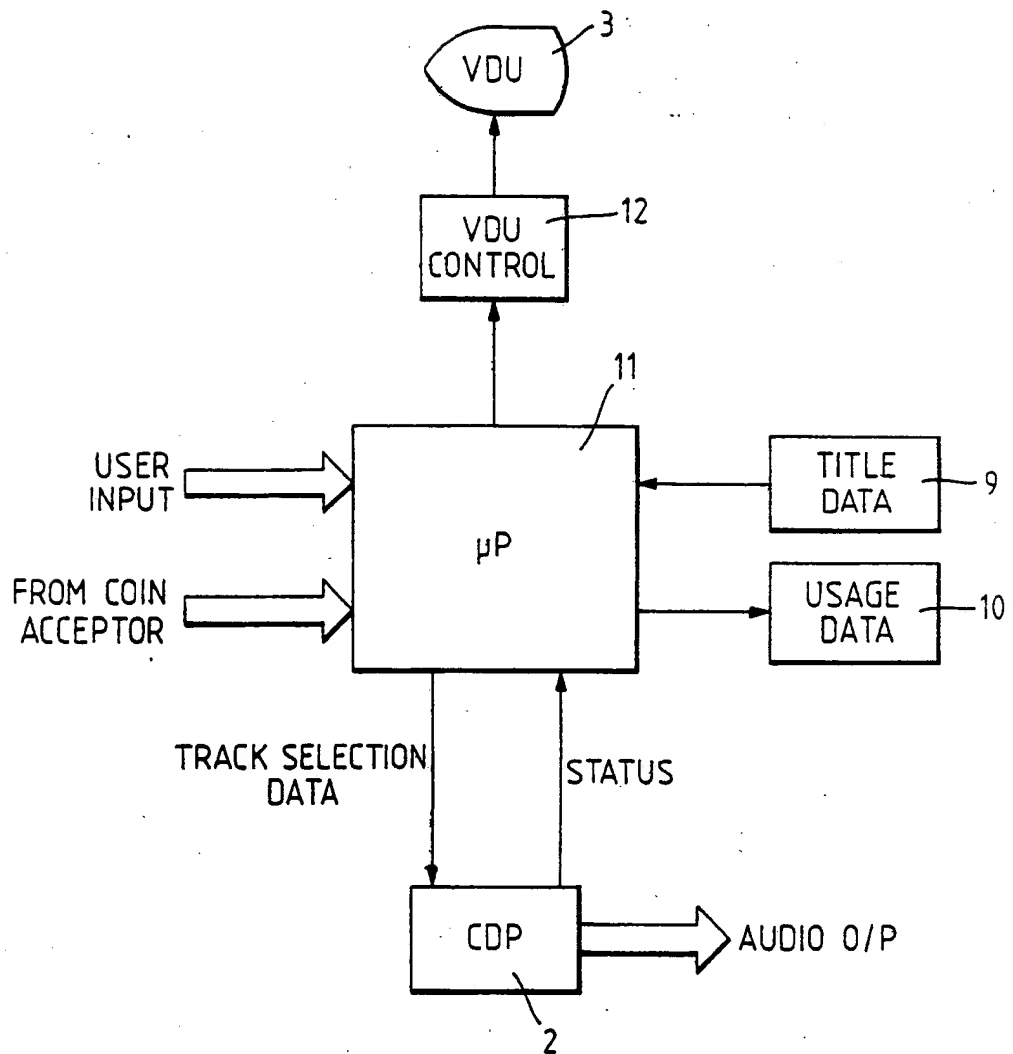 3
VDU
12
VDU
CONTROL
11
USER
INPUT
TITLE
DATA
9
µP
FROM COIN
ACCEPTOR
USAGE
DATA
10
TRACK SELECTION
DATA
STATUS
CDP
AUDIO O/P
2